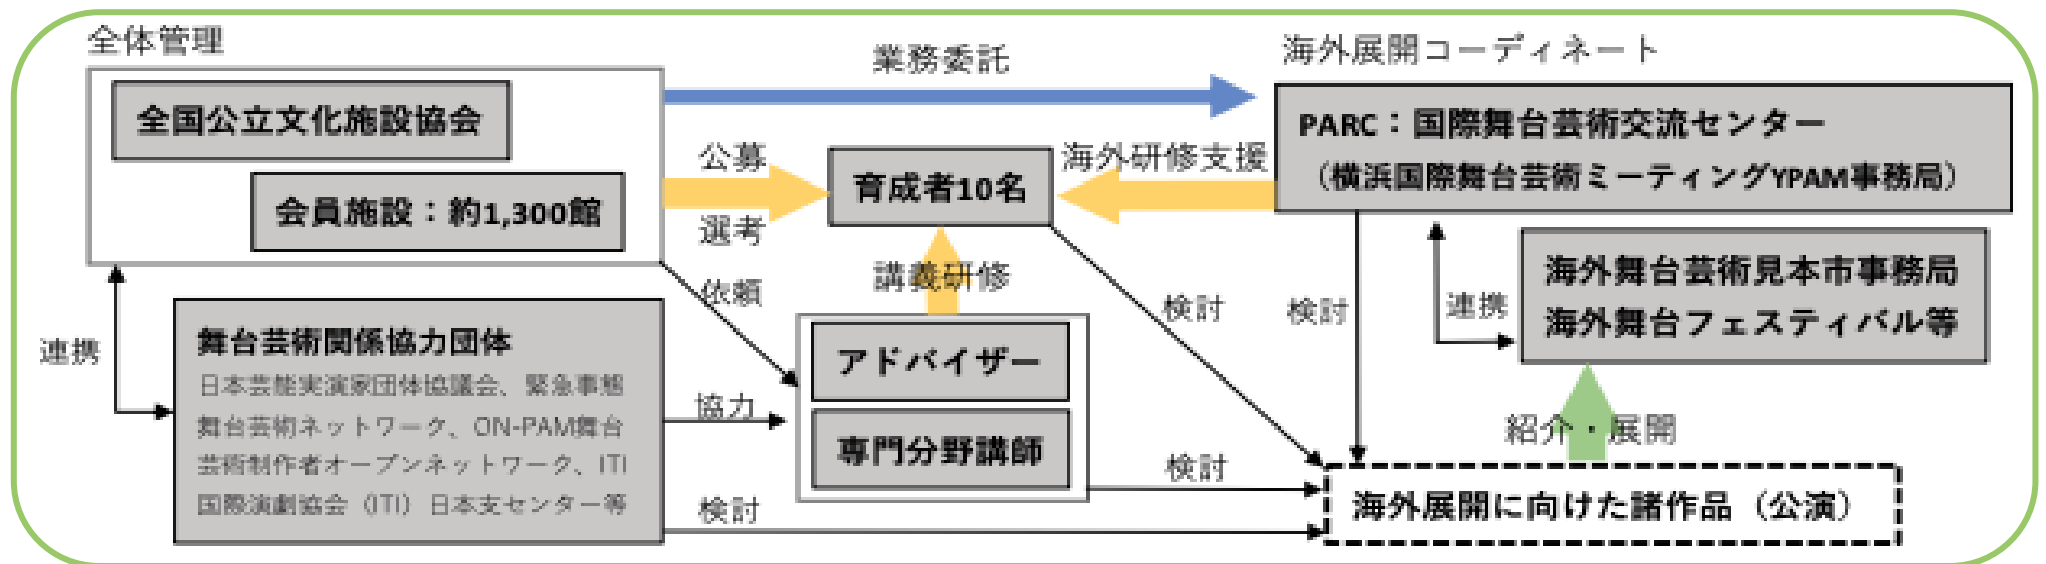 全体管理
業務委託
海外展開コーディネート
全国公立文化施設協会
会員施設：約1,300館
公募
選考
育成者10名
海外研修支援
PARC：国際舞台芸術交流センター
（横浜国際舞台芸術ミーティングYPAM事務局）
依頼
講義研修
検討
検討
連携
海外舞台芸術見本市事務局
海外舞台フェスティバル等
連携
舞台芸術関係協力団体
日本芸能実演家団体協議会、緊急事態
舞台芸術ネットワーク、ON-PAM舞台
芸術制作者オープンネットワーク、ITI
国際演劇協会（ITI）日本支センター等
協力
アドバイザー
専門分野講師
検討
検討
紹介・展開
海外展開に向けた諸作品（公演）